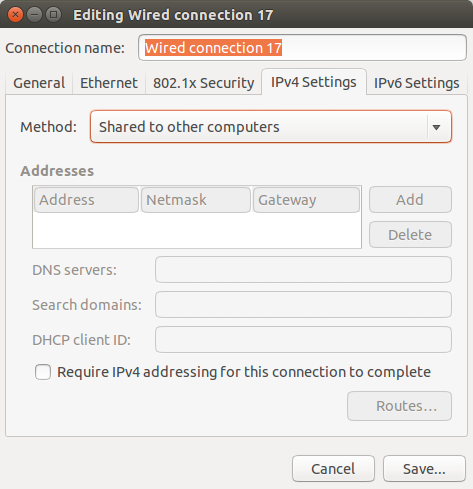 Editing Wired connection 17
Connection name: Wired connection 17
General Ethernet 802.1x Security IPv4 Settings IPv6 Settings
Method: Shared to other computers
Addresses
Address Netmask Gateway Add
Delete
DNS servers:
Search domains:
DHCP client ID:
Require IPv4 addressing for this connection to complete
Routes...
Cancel Save...